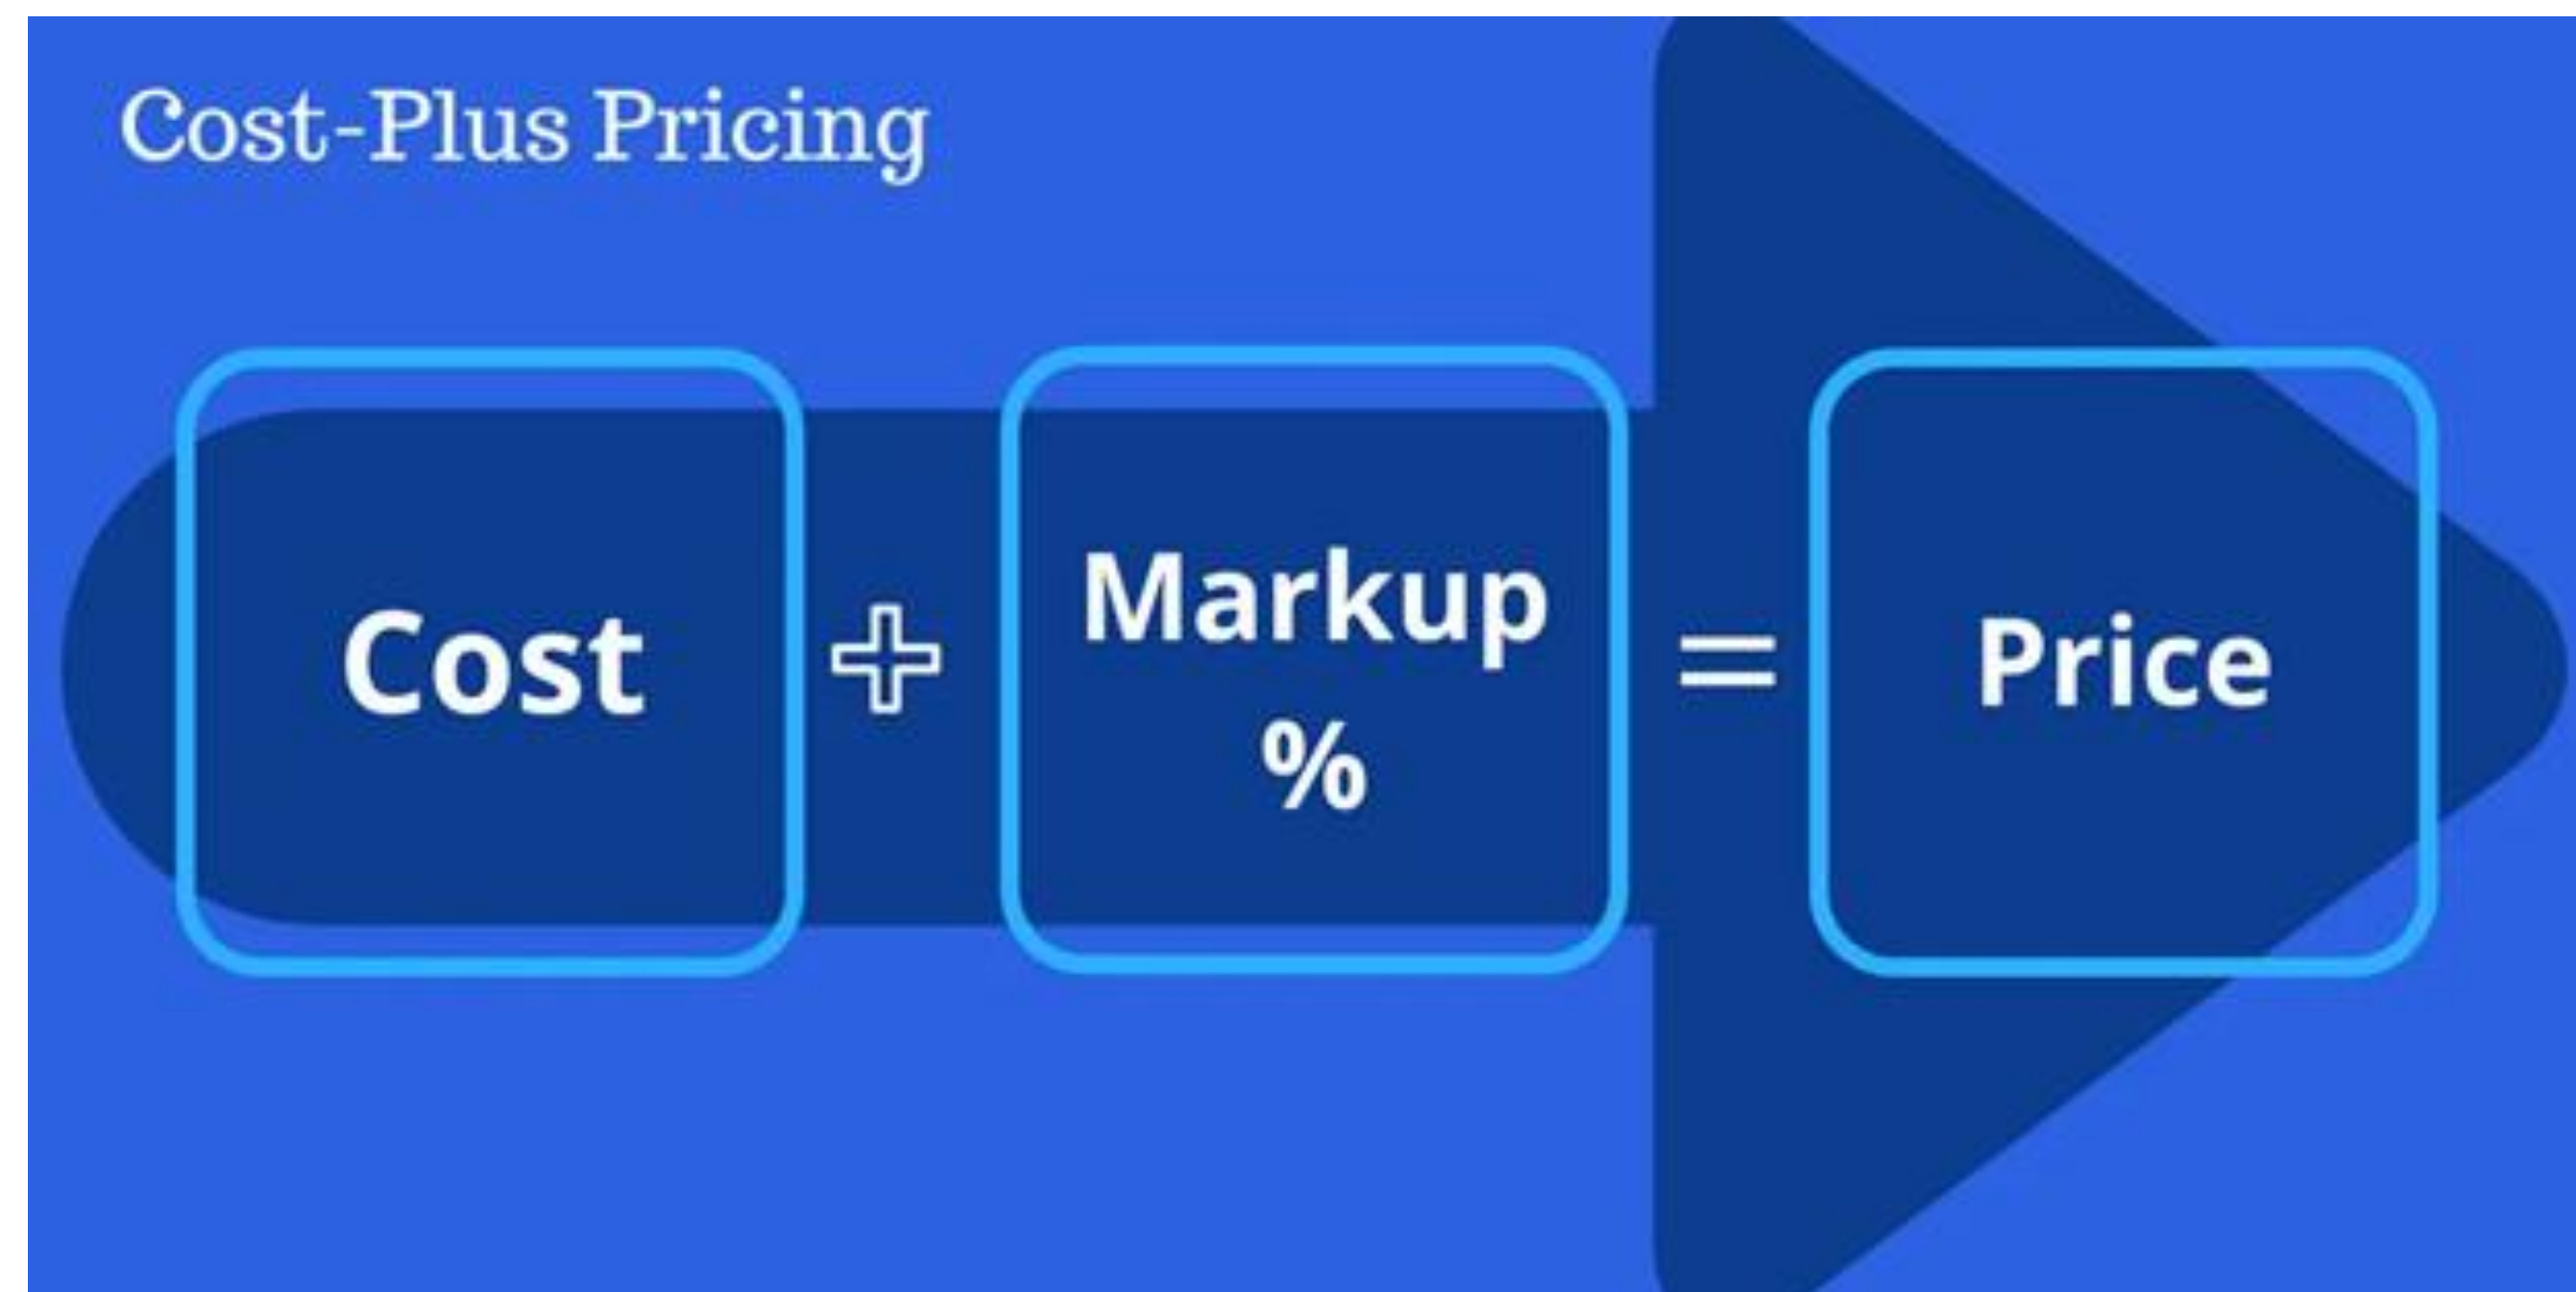 Cost-Plus Pricing
Cost + Markup = Price
%